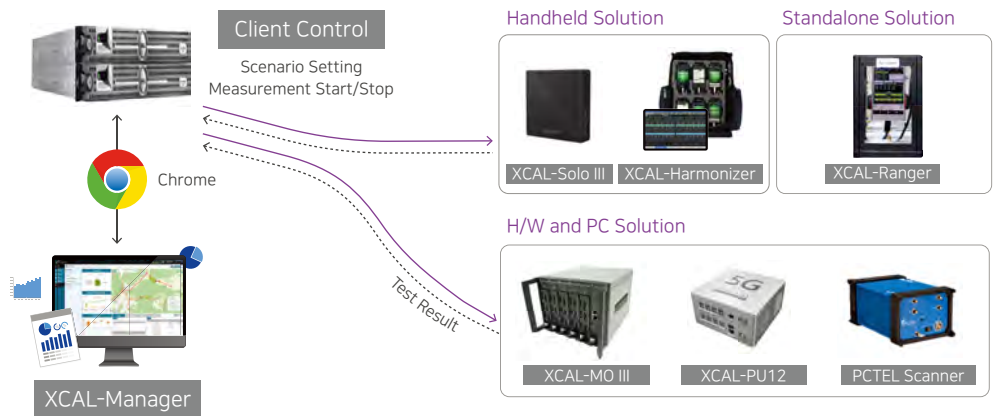 Client Control
Scenario Setting
Measurement Start/Stop
Chrome
XCAL-Manager
Test Result
Handheld Solution
XCAL-Solo III
XCAL-Harmonizer
Standalone Solution
XCAL-Ranger
H/W and PC Solution
5G
XCAL-MO III
XCAL-PU12
PCTEL Scanner